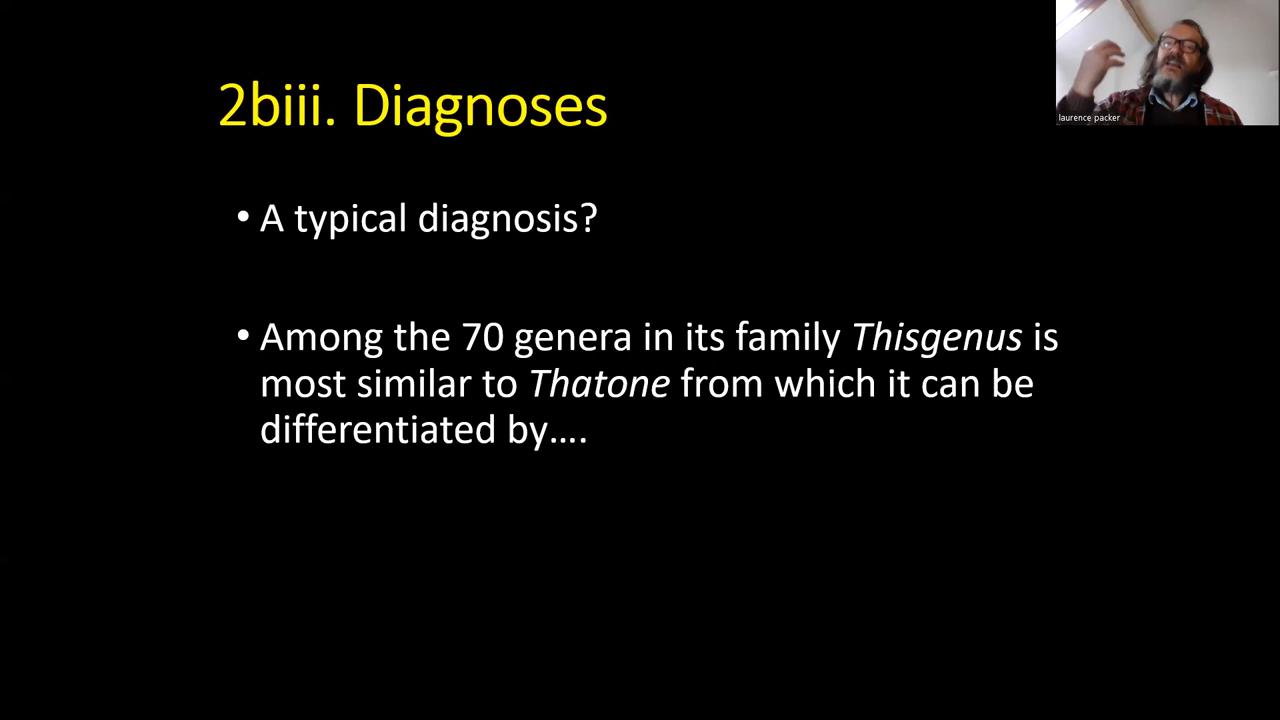 2biii. Diagnoses
laurence packer
• A typical diagnosis?
• Among the 70 genera in its family Thisgenus is
most similar to Thatone from which it can be
differentiated by….